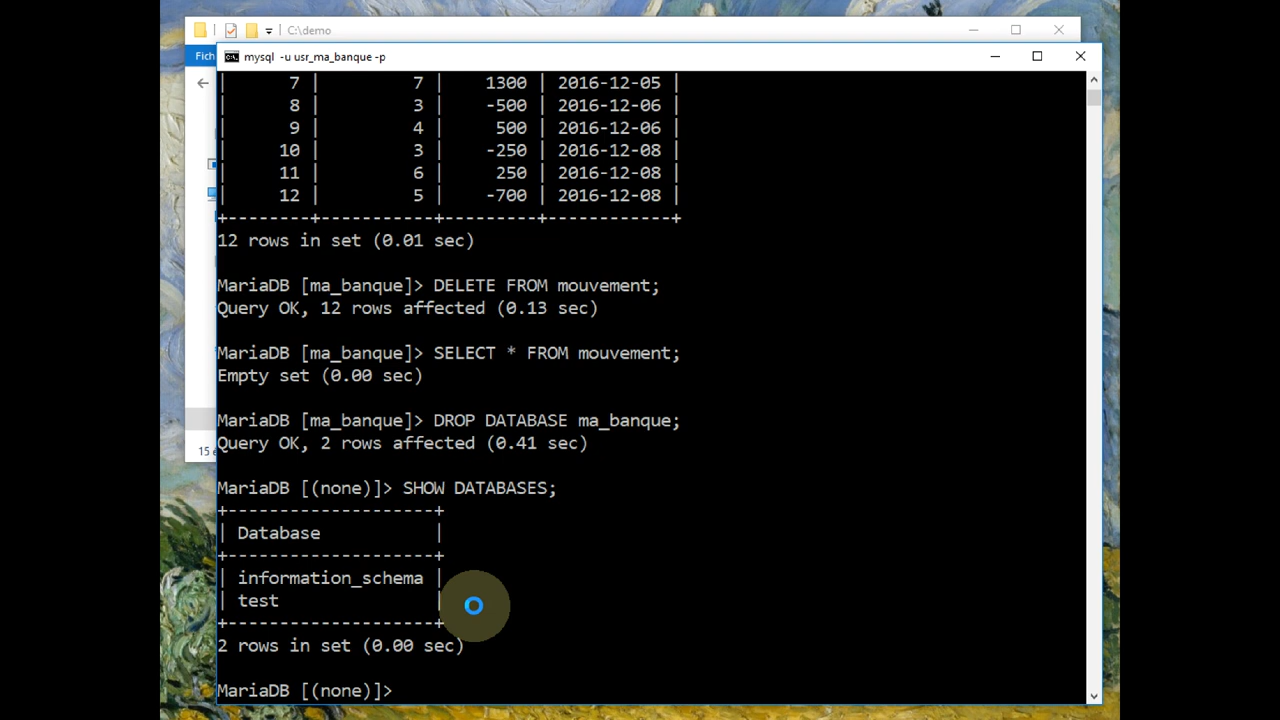 C:\demo
Fich
mysql -u usr_ma_banque -p
| 7 | 7 | 1300 | 2016-12-05 |
| 8 | 3 | -500 | 2016-12-06 |
| 9 | 4 | 500 | 2016-12-06 |
| 10 | 3 | -250 | 2016-12-08 |
| 11 | 6 | 250 | 2016-12-08 |
| 12 | 5 | -700 | 2016-12-08 |
+--------+-----------+---------+------------+
12 rows in set (0.01 sec)
MariaDB [ma_banque]> DELETE FROM mouvement;
Query OK, 12 rows affected (0.13 sec)
MariaDB [ma_banque]> SELECT * FROM mouvement;
Empty set (0.00 sec)
MariaDB [ma_banque]> DROP DATABASE ma_banque;
Query OK, 2 rows affected (0.41 sec)
15 é
MariaDB [(none)]> SHOW DATABASES;
+--------------------+
| Database |
+--------------------+
| information_schema |
| test |
+--------------------+
2 rows in set (0.00 sec)
MariaDB [(none)]>